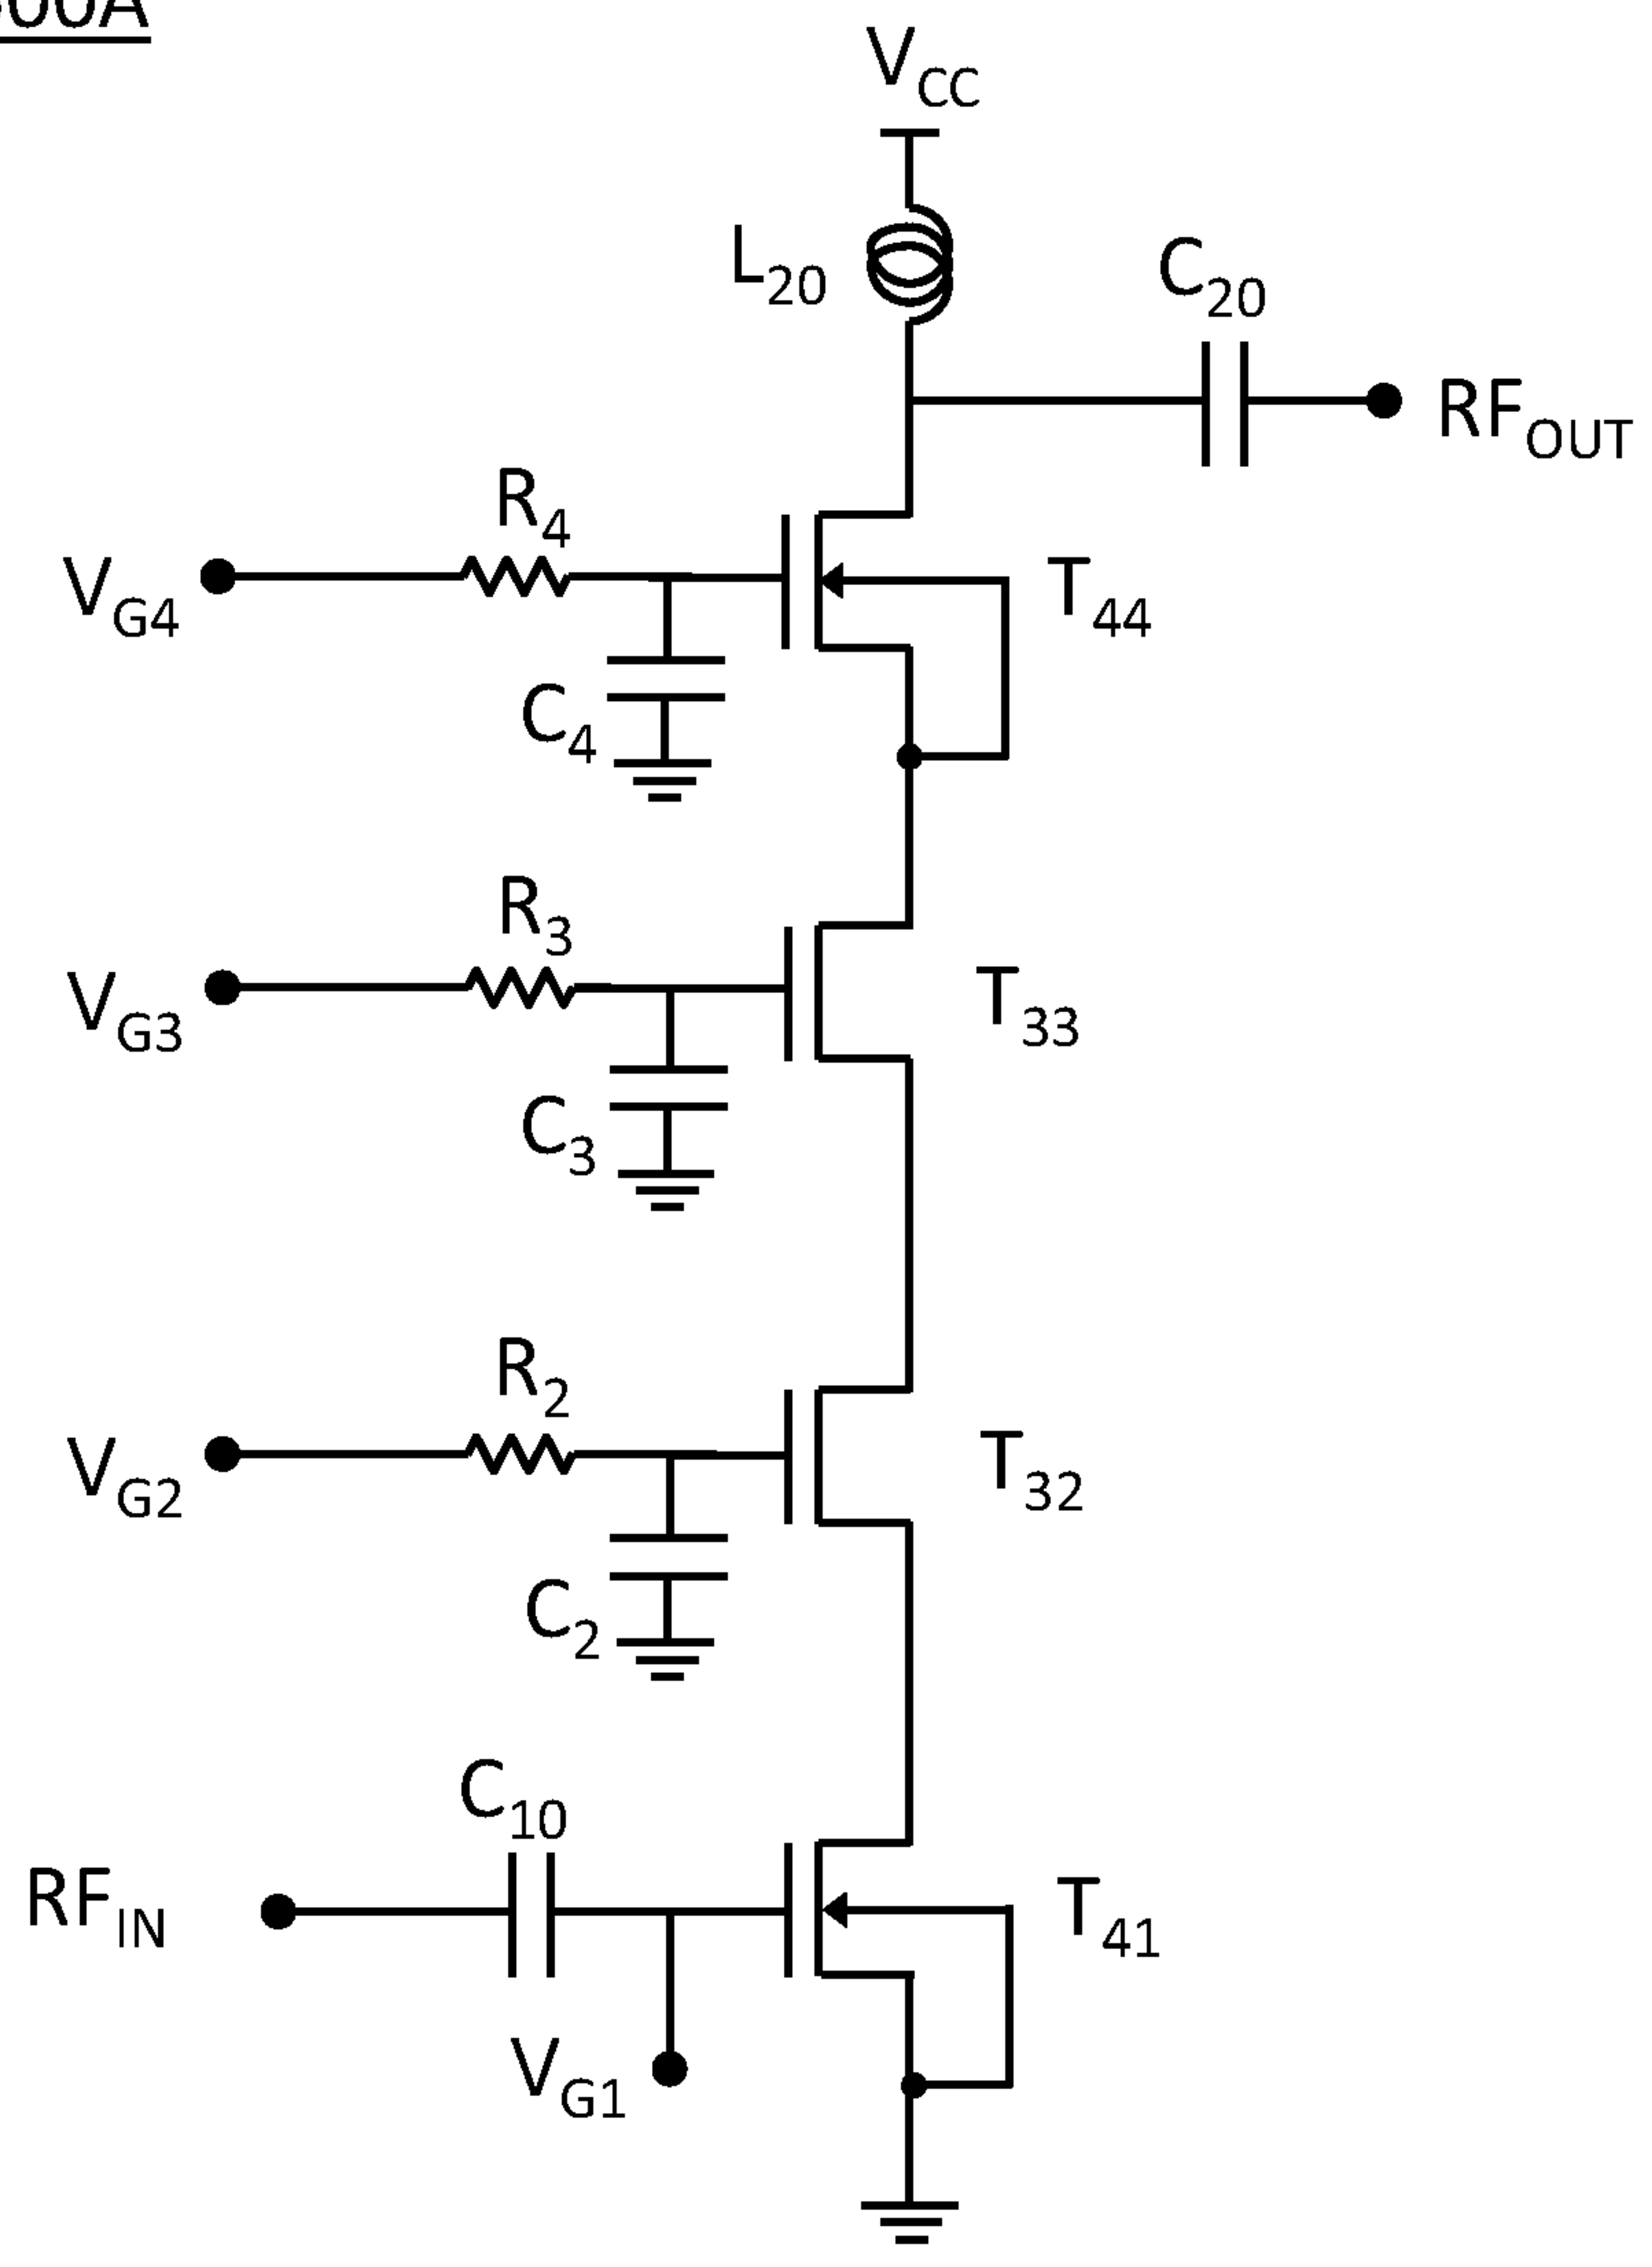 V_CC
L_20
C_20
RF_OUT
R_4
V_G4
T_44
C_4
R_3
V_G3
T_33
C_3
R_2
V_G2
T_32
C_2
C_10
RF_IN
T_41
V_G1